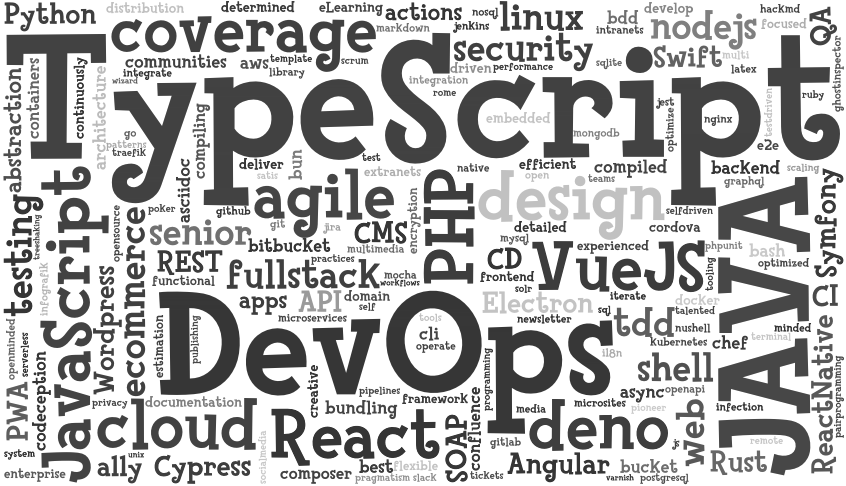 Python
distribution
determined
eLearning
actions
nosql
linux
bdd
develop
hackmd
QA
coverage
markdown
jenkins
intranets
nodejs
focused
ghostinspector
TypeScript
containers
continuously
communities
aws
template
library
scrum
security
driven
performance
sqlite
Swift
multi
latex
integrate
wizard
architecture
abstraction
integration
rome
embedded
mongodb
jest
optimize
nginx
testdriven
ruby
e2e
go
patterns
traefik
compiling
deliver
test
satis
bun
extranets
native
efficient
open
teams
compiled
backend
graphql
scaling
asciidoc
agile
encryption
PHP
design
selfdriven
cordova
JAVA
Symfony
testing
treeshaking
JavaScript
opensource
poker
github
git
jira
CMS
multimedia
senior
bitbucket
practices
detailed
mysql
experienced
VueJS
phpunit
tooling
bash
optimized
CI
infografik
Wordpress
ecommerce
REST
functional
fullstack
mocha
workflows
CD
frontend
solr
iterate
docker
talented
apps
API
domain
self
microservices
Electron
newsletter
sql
tdd
nushell
kubernetes
chef
minded
terminal
openminded
serverless
estimation
publishing
DevOps
tools
cli
operate
il8n
shell
ReactNative
pairprogramming
PWA
codeception
creative
pipelines
framework
programming
media
microsites
async
openapi
pioneer
infection
privacy
documentation
bundling
cloud
React
SOAP
confluence
gitlab
deno
js
web
remote
system
enterprise
unix
ally
Cypress
socialmedia
composer
best
flexible
pragmatism
slack
tickets
Angular
varnish
bucket
postgresql
Rust